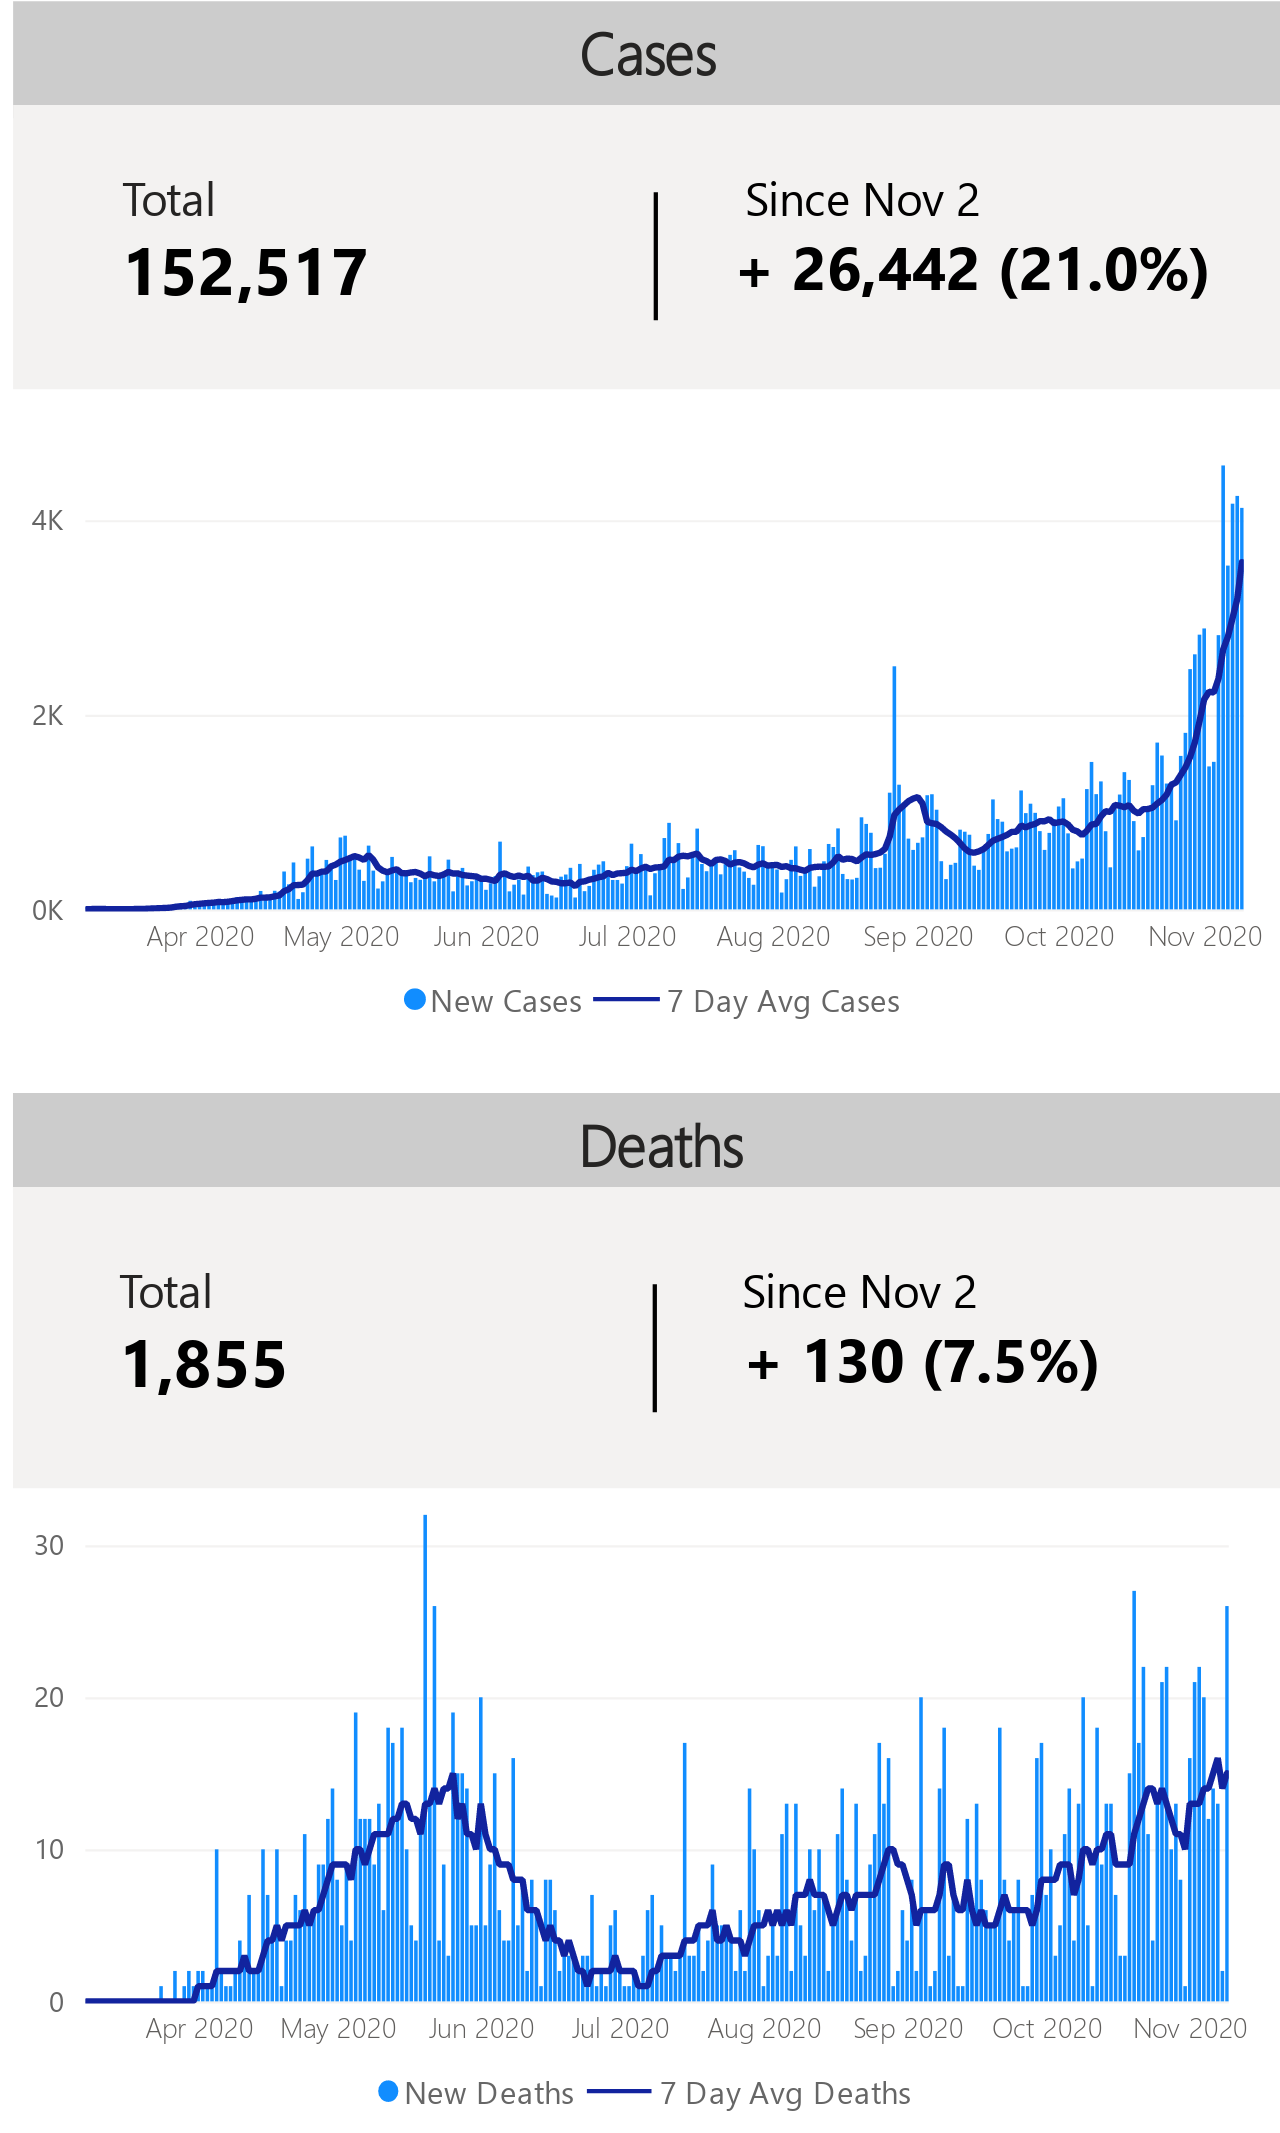 Cases
Total
Since Nov 2
152,517
+ 26,442 (21.0%)
4K
2K
0K
Apr 2020 May 2020 Jun 2020 Jul 2020 Aug 2020 Sep 2020 Oct 2020 Nov 2020
New Cases 7 Day Avg Cases
Deaths
Total
Since Nov 2
1,855
+ 130 (7.5%)
30
20
10
0
Apr 2020 May 2020 Jun 2020 Jul 2020 Aug 2020 Sep 2020 Oct 2020 Nov 2020
New Deaths 7 Day Avg Deaths